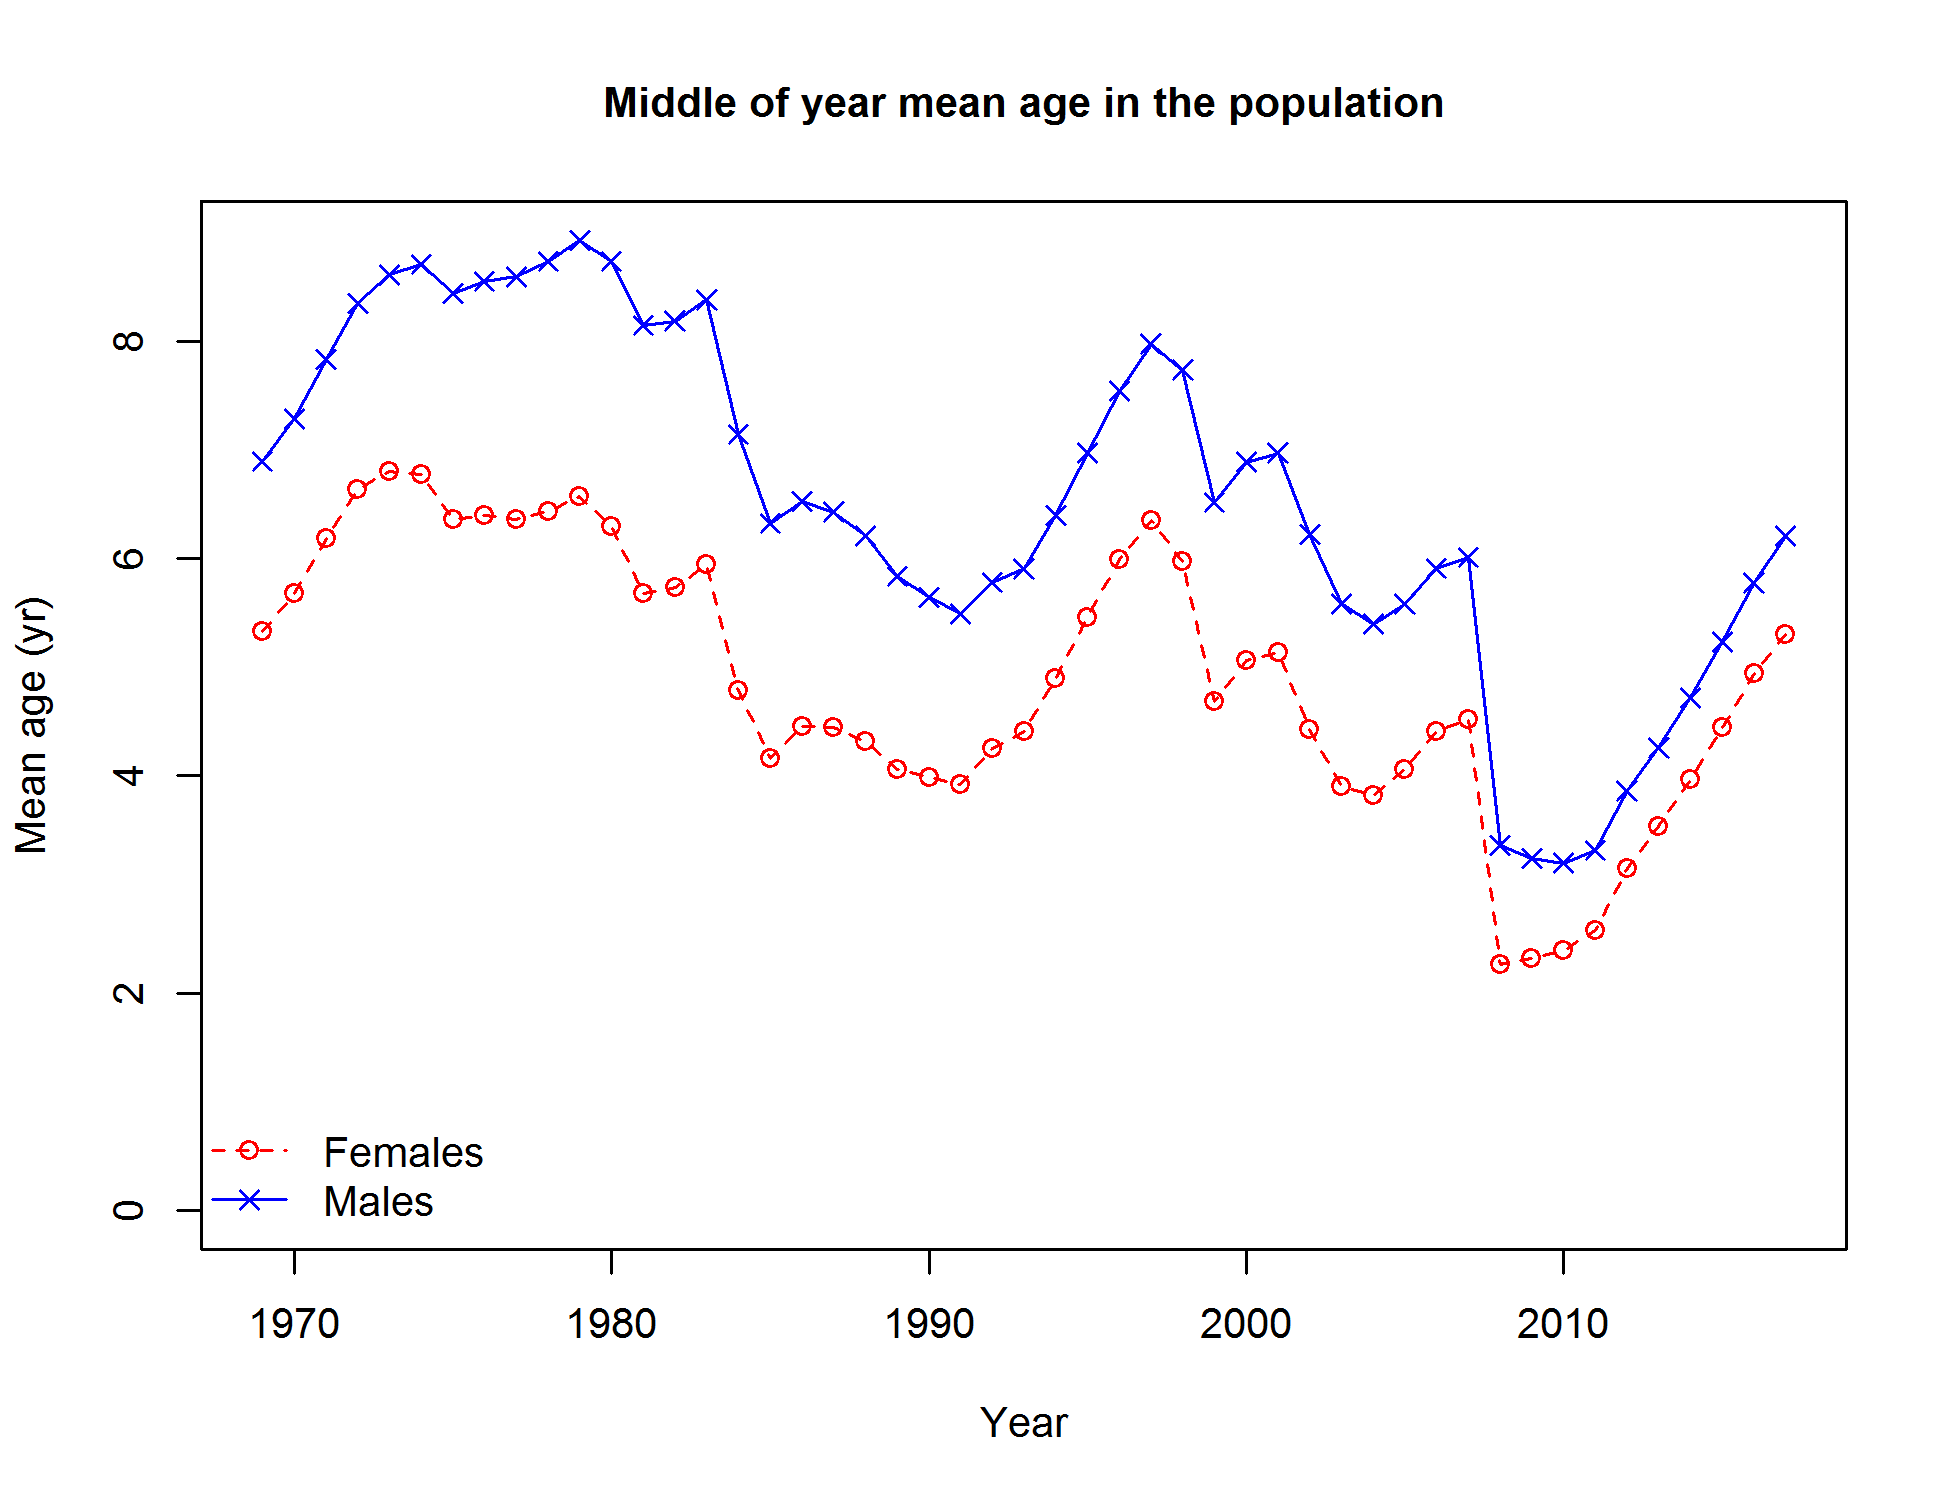 Middle of year mean age in the population
Mean age (yr)
8
6
4
2
0
Females
Males
1970 1980 1990 2000 2010
Year